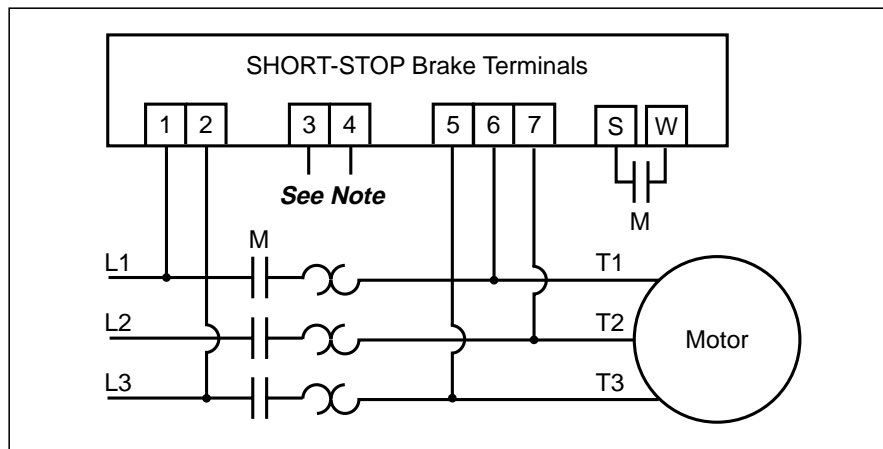 SHORT-STOP Brake Terminals
1 2 3 4 5 6 7 S W
See Note
M
M
L1 T1
L2 T2
Motor
L3 T3